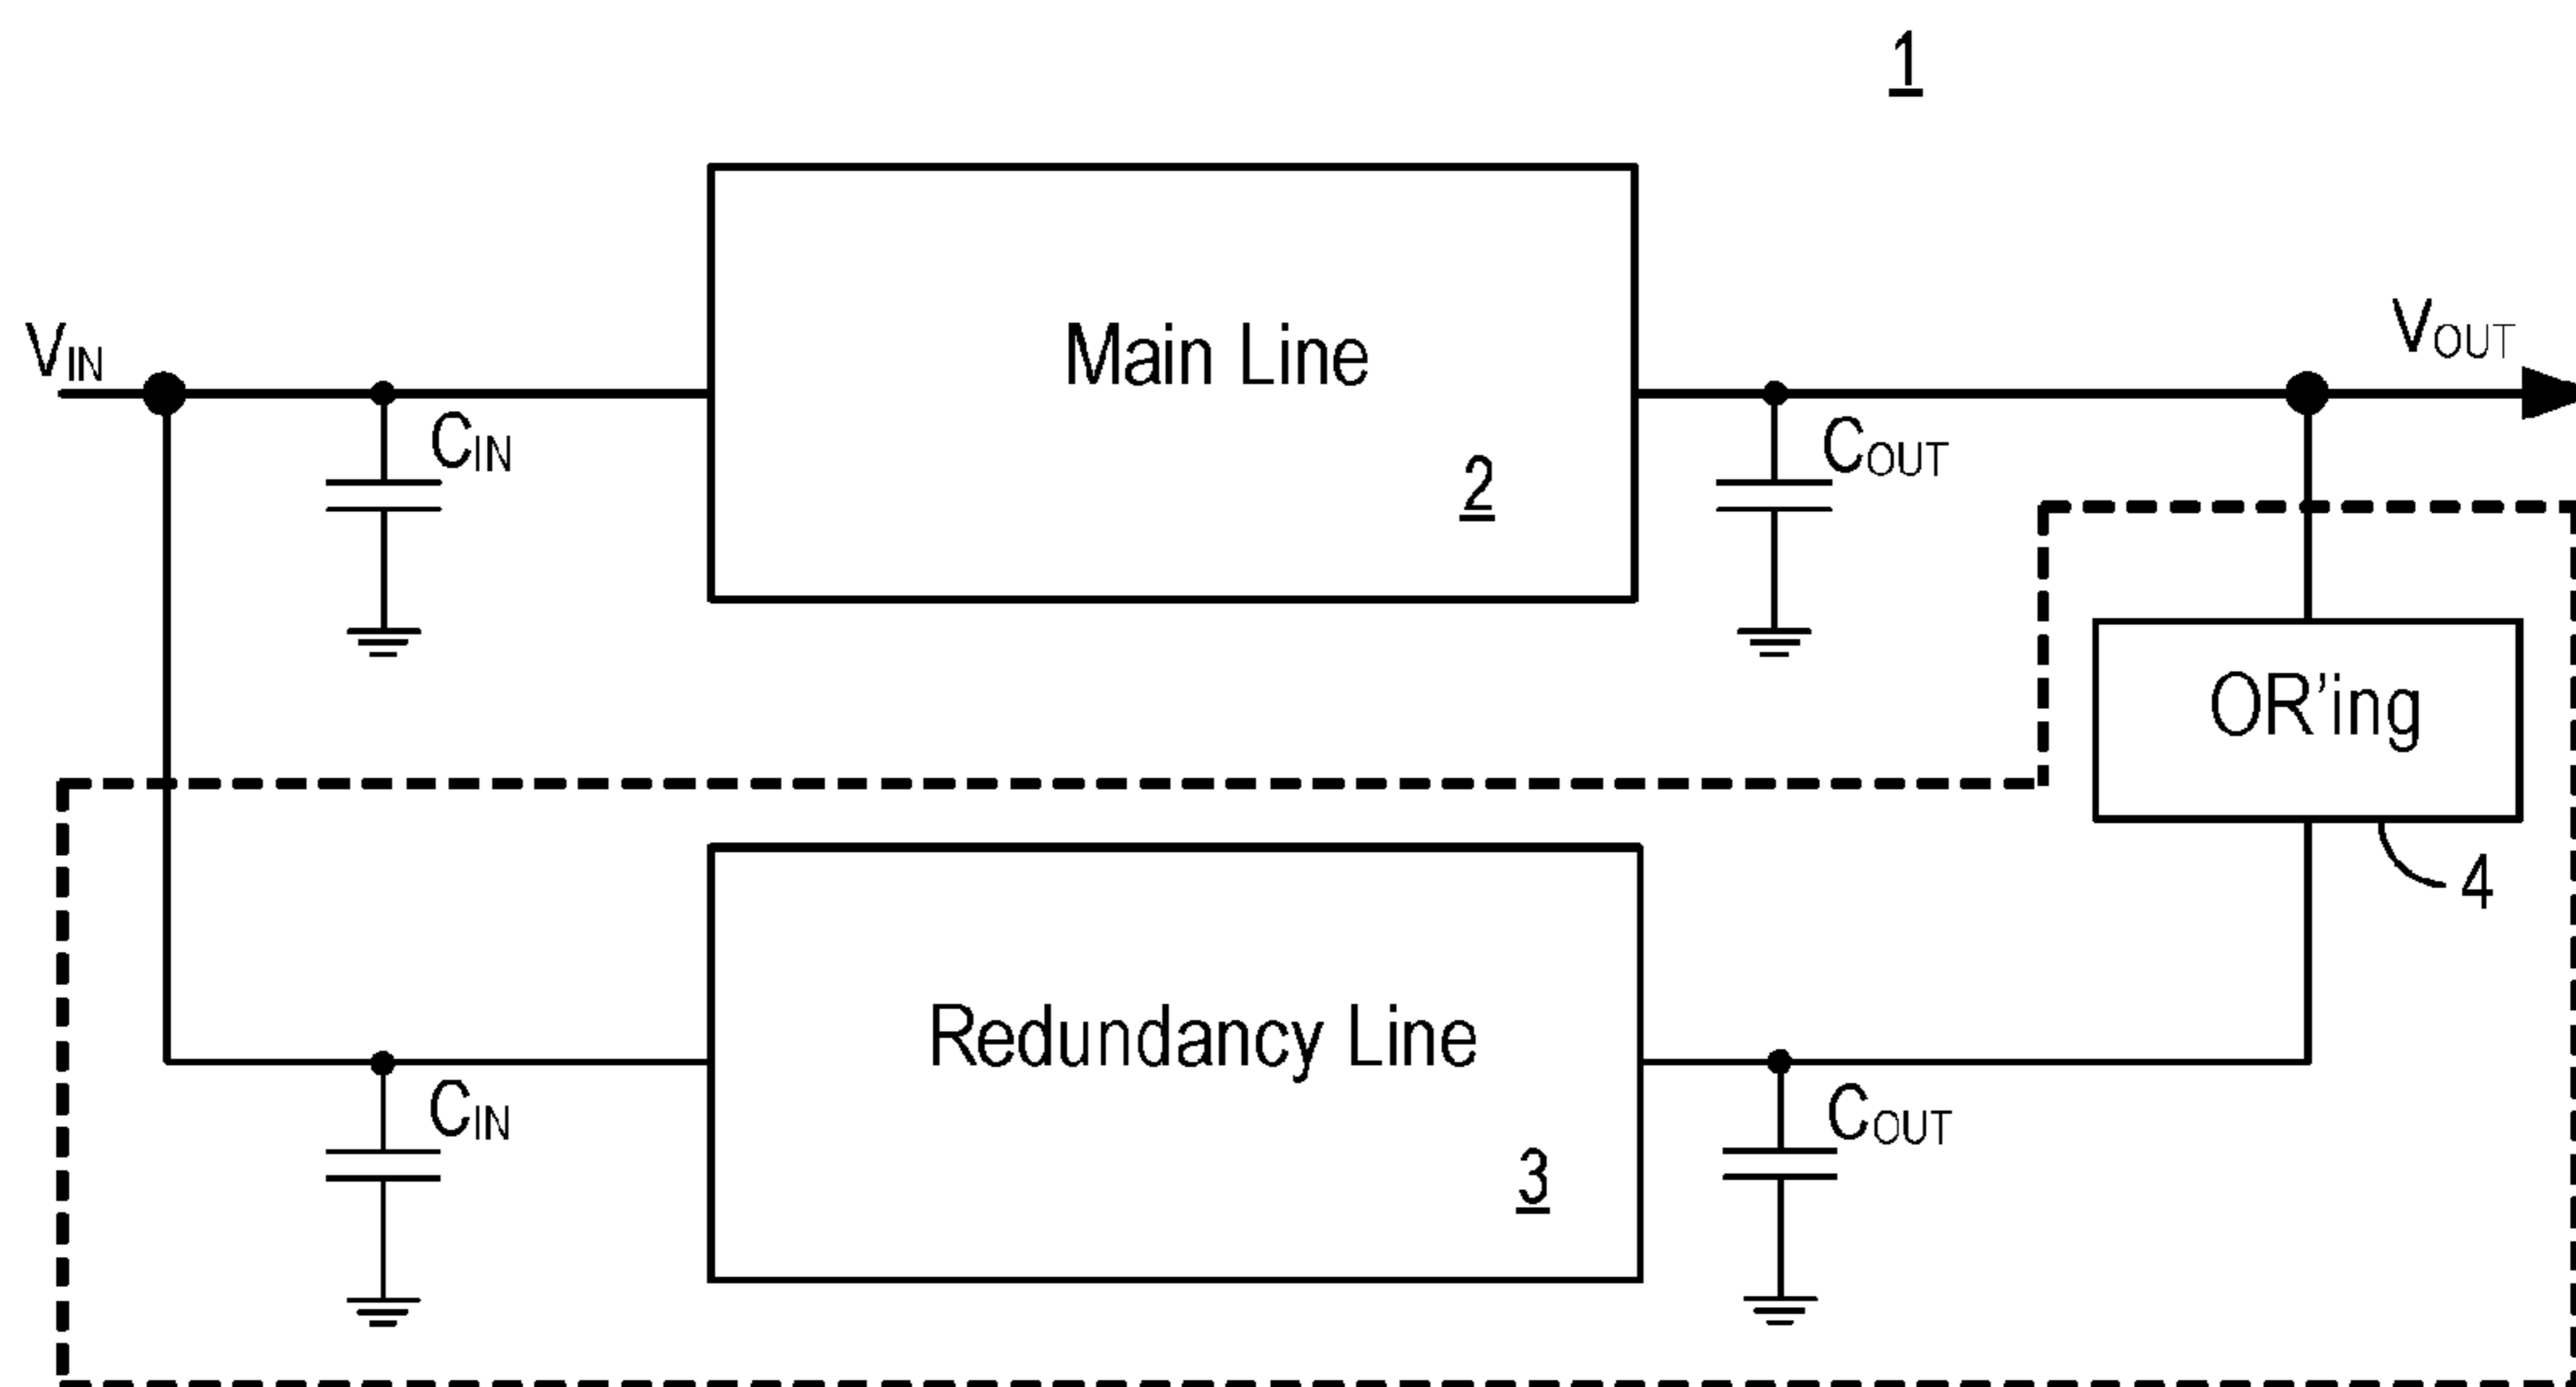 1
VIN
Main Line
2
CIN
COUT
VOUT
OR'ing
4
Redundancy Line
3
CIN
COUT